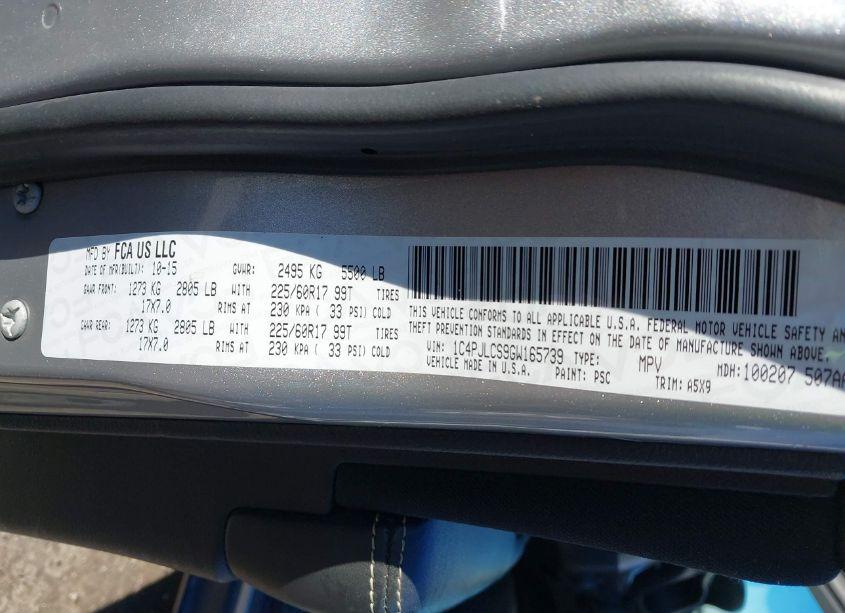 MFD BY FCA US LLC
DATE OF MFR(BUILT): 10-15 GVWR: 2495 KG 5500 LB
GAWR FRONT: 1273 KG 2805 LB WITH 225/60R17 99T TIRES
17X7.0 RIMS AT 230 KPA ( 33 PSI) COLD
GAWR REAR: 1273 KG 2805 LB WITH 225/60R17 99T TIRES
17X7.0 RIMS AT 230 KPA ( 33 PSI) COLD
THIS VEHICLE CONFORMS TO ALL APPLICABLE U.S.A. FEDERAL MOTOR VEHICLE SAFETY AND
THEFT PREVENTION STANDARDS IN EFFECT ON THE DATE OF MANUFACTURE SHOWN ABOVE.
VIN: 1C4PJLCS9GW165739 TYPE: MPV MDH:100207 507AA
VEHICLE MADE IN U.S.A. PAINT: PSC TRIM: A5X9